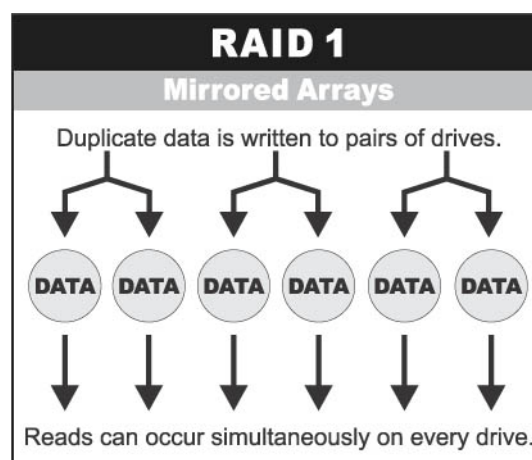 RAID 1
Mirrored Arrays
Duplicate data is written to pairs of drives.
DATA DATA DATA DATA DATA DATA
Reads can occur simultaneously on every drive.